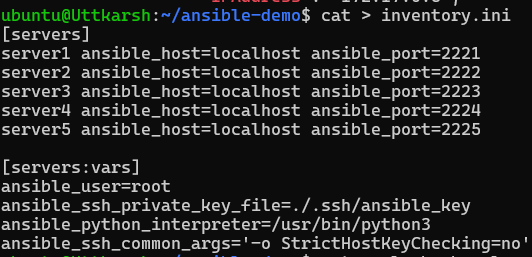 ubuntu@Uttkarsh:~/ansible-demo$ cat > inventory.ini
[servers]
server1 ansible_host=localhost ansible_port=2221
server2 ansible_host=localhost ansible_port=2222
server3 ansible_host=localhost ansible_port=2223
server4 ansible_host=localhost ansible_port=2224
server5 ansible_host=localhost ansible_port=2225

[servers:vars]
ansible_user=root
ansible_ssh_private_key_file=./.ssh/ansible_key
ansible_python_interpreter=/usr/bin/python3
ansible_ssh_common_args='-o StrictHostKeyChecking=no'